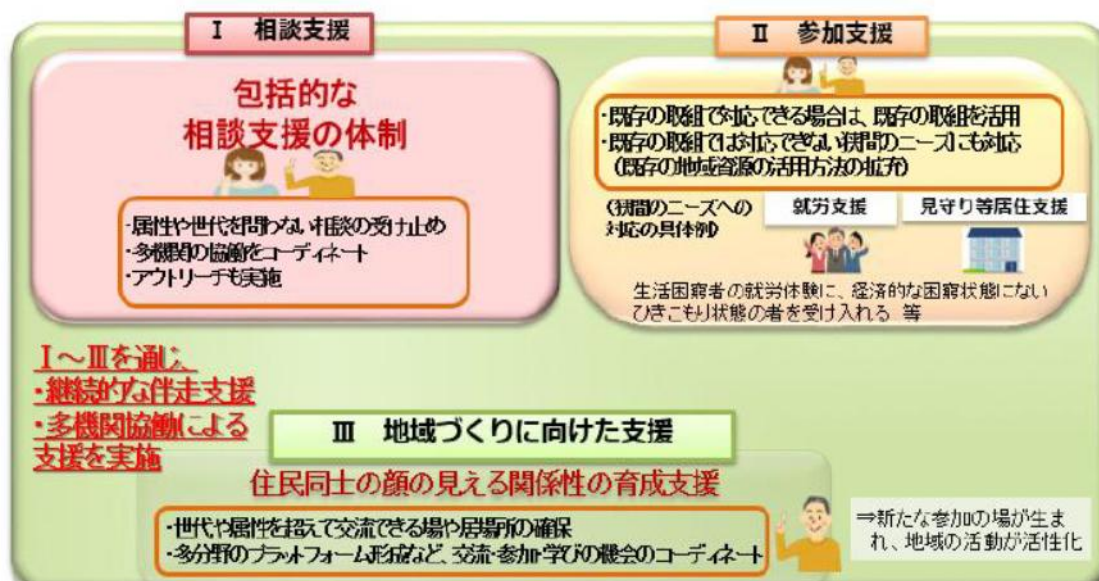 Ⅰ 相談支援
包括的な
相談支援の体制
・属性や世代を問わない相談の受け止め
・多機関の協働をコーディネート
・アウトリーチも実施
Ⅱ 参加支援
・既存の取組で対応できる場合は、既存の取組を活用
・既存の取組では対応できない狭間のニーズにも対応
(既存の地域資源の活用方法の拡充)
(狭間のニーズへの
対応の具体例)
就労支援
見守り等居住支援
生活困窮者の就労体験に、経済的な困窮状態にない
ひきこもり状態の者を受け入れる 等
Ⅰ~Ⅲを通じ、
・継続的な伴走支援
・多機関協働による
支援を実施
Ⅲ 地域づくりに向けた支援
住民同士の顔の見える関係性の育成支援
・世代や属性を超えて交流できる場や居場所の確保
・多分野のプラットフォーム形成など、交流・参加・学びの機会のコーディネート
⇒新たな参加の場が生ま
れ、地域の活動が活性化